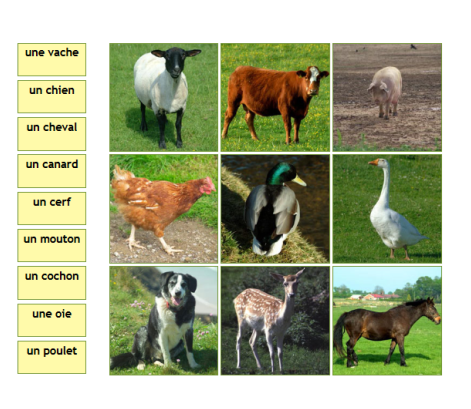 une vache
un chien
un cheval
un canard
un cerf
un mouton
un cochon
une oie
un poulet